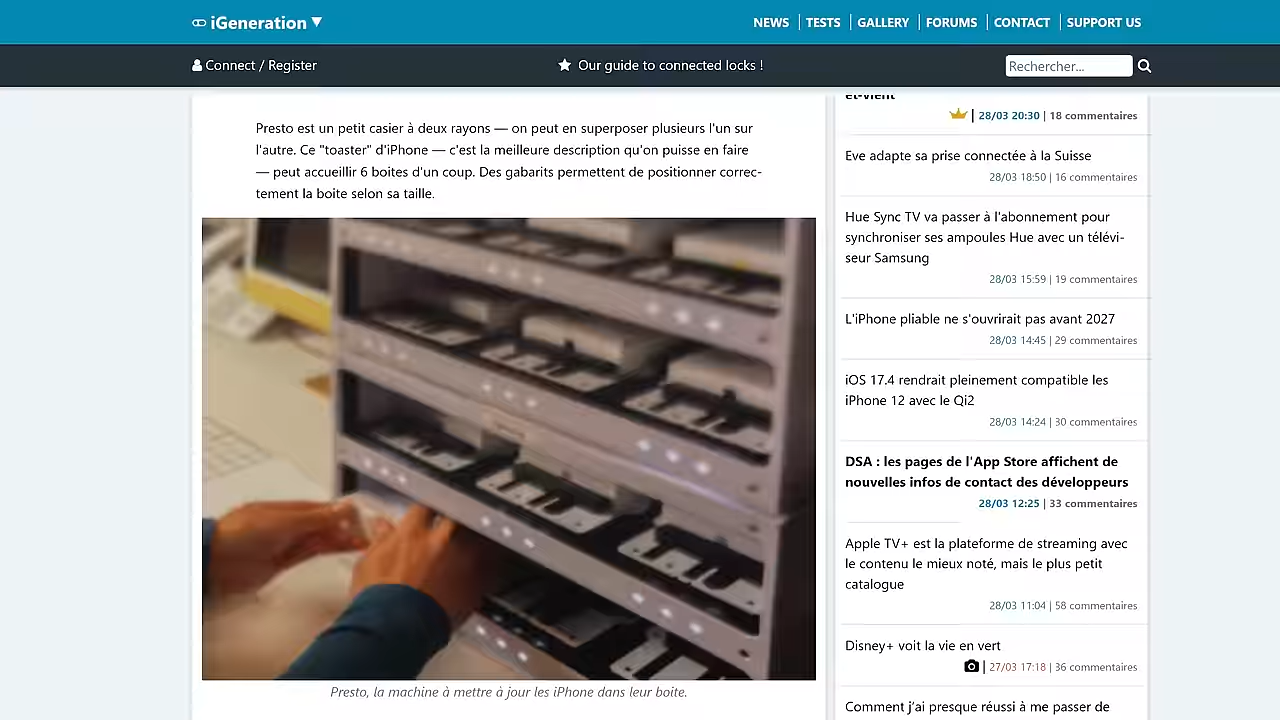 iGeneration ▼
NEWS
TESTS
GALLERY
FORUMS
CONTACT
SUPPORT US
Connect / Register
Our guide to connected locks !
Rechercher...
Presto est un petit casier à deux rayons — on peut en superposer plusieurs l'un sur
l'autre. Ce "toaster" d'iPhone — c'est la meilleure description qu'on puisse en faire
— peut accueillir 6 boites d'un coup. Des gabarits permettent de positionner correc-
tement la boite selon sa taille.
Presto, la machine à mettre à jour les iPhone dans leur boite.
et-vient
| 28/03 20:30 | 18 commentaires
Eve adapte sa prise connectée à la Suisse
28/03 18:50 | 16 commentaires
Hue Sync TV va passer à l'abonnement pour
synchroniser ses ampoules Hue avec un télévi-
seur Samsung
28/03 15:59 | 19 commentaires
L'iPhone pliable ne s'ouvrirait pas avant 2027
28/03 14:45 | 29 commentaires
iOS 17.4 rendrait pleinement compatible les
iPhone 12 avec le Qi2
28/03 14:24 | 30 commentaires
DSA : les pages de l'App Store affichent de
nouvelles infos de contact des développeurs
28/03 12:25 | 33 commentaires
Apple TV+ est la plateforme de streaming avec
le contenu le mieux noté, mais le plus petit
catalogue
28/03 11:04 | 58 commentaires
Disney+ voit la vie en vert
| 27/03 17:18 | 36 commentaires
Comment j'ai presque réussi à me passer de